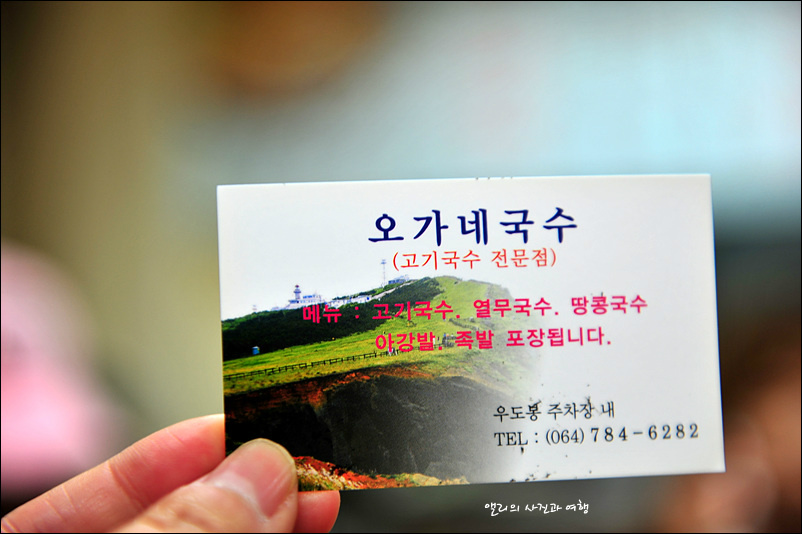 오가네국수
(고기국수 전문점)
메뉴 : 고기국수. 열무국수. 땅콩국수
아강발. 족발 포장됩니다.
우도봉 주차장 내
TEL : (064) 784-6282
앨리의 사진과 여행